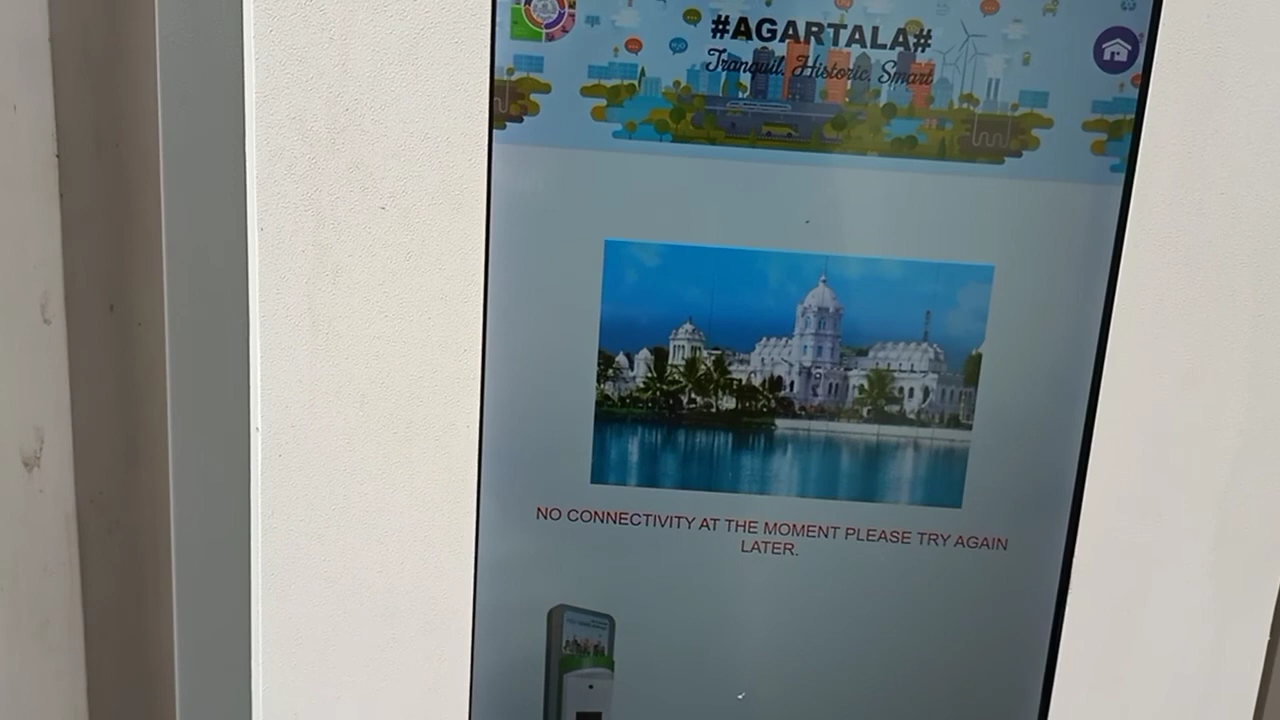 #AGARTALA#
Tranquil. Historic. Smart
NO CONNECTIVITY AT THE MOMENT PLEASE TRY AGAIN
LATER.